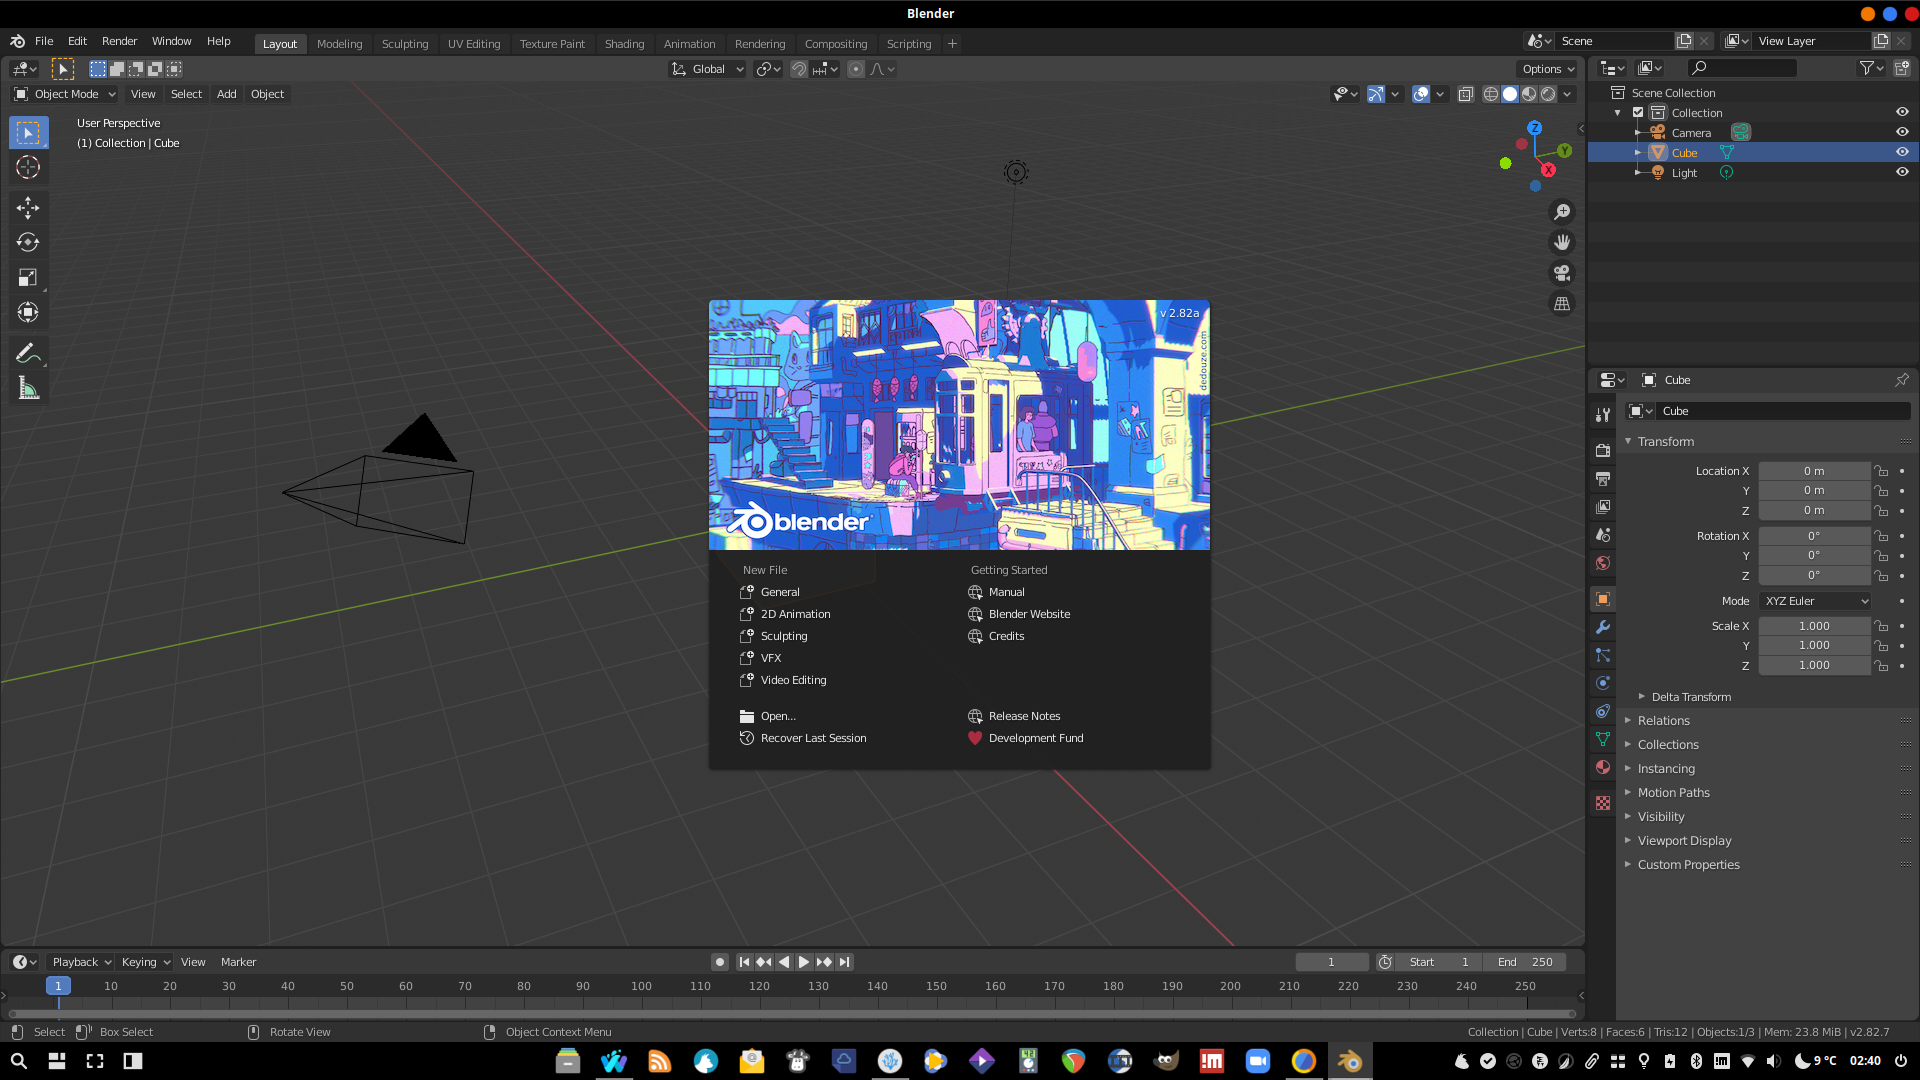 Blender
File Edit Render Window Help Layout Modeling Sculpting UV Editing Texture Paint Shading Animation Rendering Compositing Scripting + Scene View Layer
Global Options
Object Mode View Select Add Object
User Perspective
(1) Collection | Cube
Z
Y
X
Scene Collection
Collection
Camera
Cube
Light
v 2.82a
dedouze.com
blender
New File
General
2D Animation
Sculpting
VFX
Video Editing
Open...
Recover Last Session
Getting Started
Manual
Blender Website
Credits
Release Notes
Development Fund
Cube
Cube
Transform
Location X 0 m
Y 0 m
Z 0 m
Rotation X 0°
Y 0°
Z 0°
Mode XYZ Euler
Scale X 1.000
Y 1.000
Z 1.000
Delta Transform
Relations
Collections
Instancing
Motion Paths
Visibility
Viewport Display
Custom Properties
Playback Keying View Marker 1 Start 1 End 250
1 10 20 30 40 50 60 70 80 90 100 110 120 130 140 150 160 170 180 190 200 210 220 230 240 250
Select Box Select Rotate View Object Context Menu Collection | Cube | Verts:8 | Faces:6 | Tris:12 | Objects:1/3 | Mem: 23.8 MiB | v2.82.7
9 °C 02:40